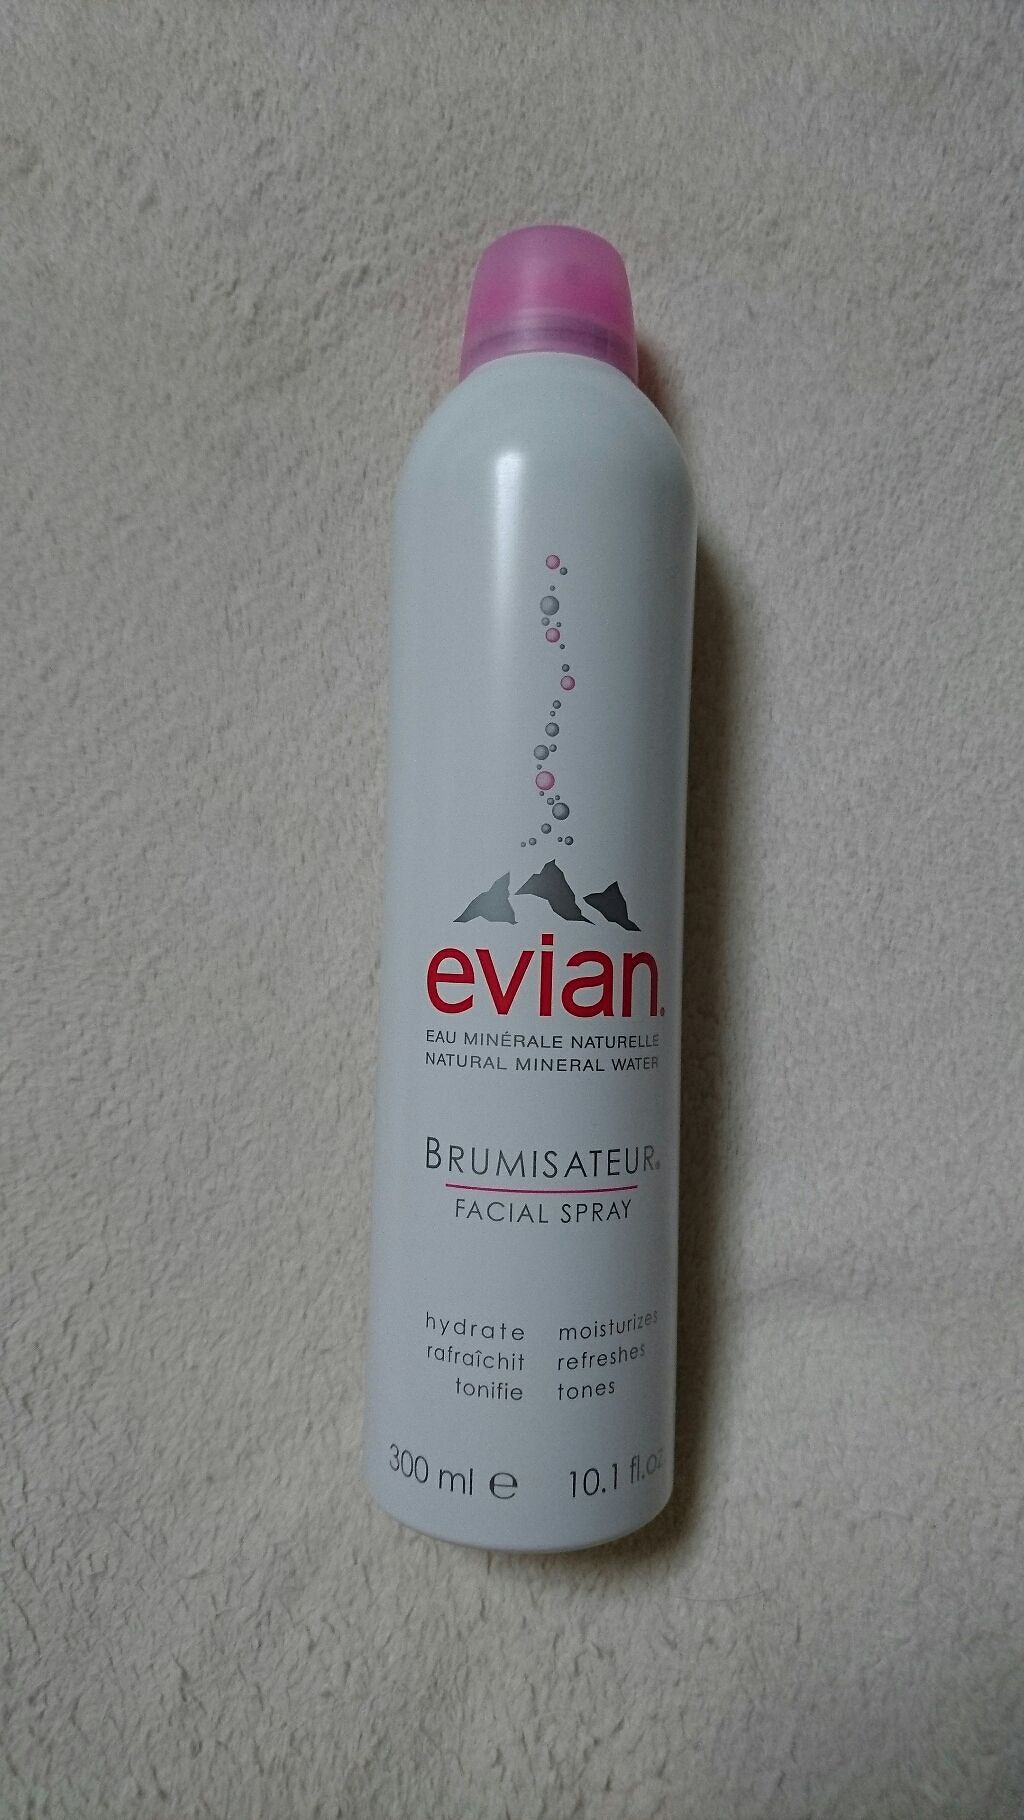 evian®
EAU MINÉRALE NATURELLE
NATURAL MINERAL WATER
BRUMISATEUR®
FACIAL SPRAY
hydrate moisturizes
rafraîchit refreshes
tonifie tones
300 ml ℮ 10.1 fl.oz